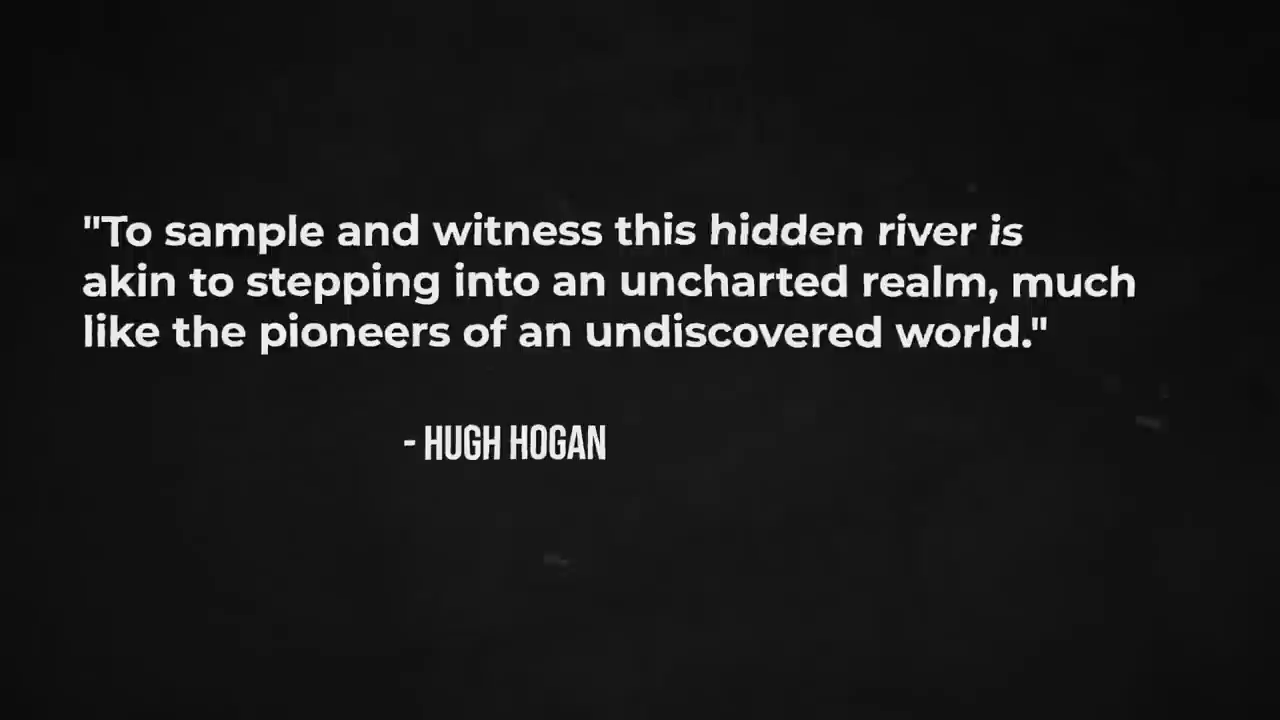 "To sample and witness this hidden river is
akin to stepping into an uncharted realm, much
like the pioneers of an undiscovered world."
- HUGH HOGAN